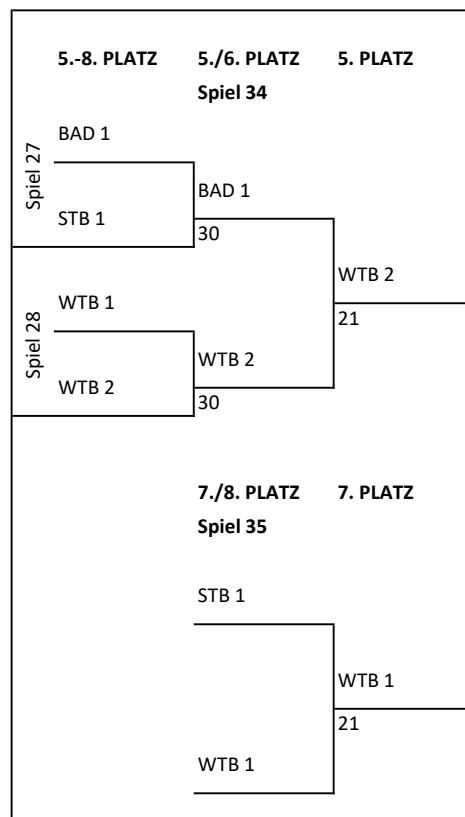 5.-8. PLATZ 5./6. PLATZ 5. PLATZ
Spiel 34
Spiel 27
BAD 1
BAD 1
STB 1
30
WTB 2
Spiel 28
WTB 1
21
WTB 2
WTB 2
30
7./8. PLATZ 7. PLATZ
Spiel 35
STB 1
WTB 1
21
WTB 1